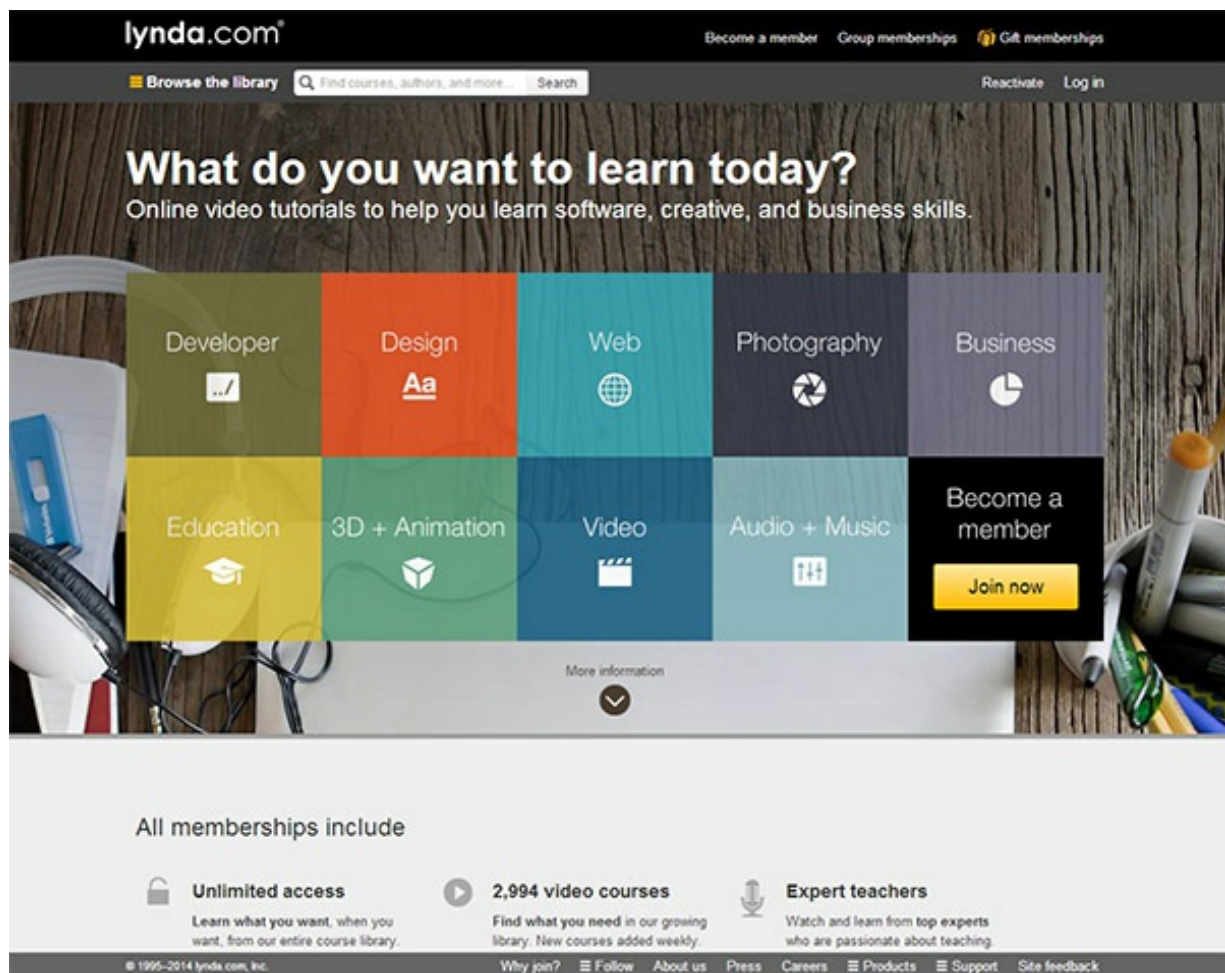 lynda.com®
Become a member Group memberships Gift memberships
Browse the library Find courses, authors, and more... Search Reactivate Log in
What do you want to learn today?
Online video tutorials to help you learn software, creative, and business skills.
Developer Design Web Photography Business
../ Aa
Education 3D + Animation Video Audio + Music Become a
member
Join now
More information
All memberships include
Unlimited access
Learn what you want, when you
want, from our entire course library.
2,994 video courses
Find what you need in our growing
library. New courses added weekly.
Expert teachers
Watch and learn from top experts
who are passionate about teaching.
© 1995–2014 lynda.com, Inc. Why join? Follow About us Press Careers Products Support Site feedback